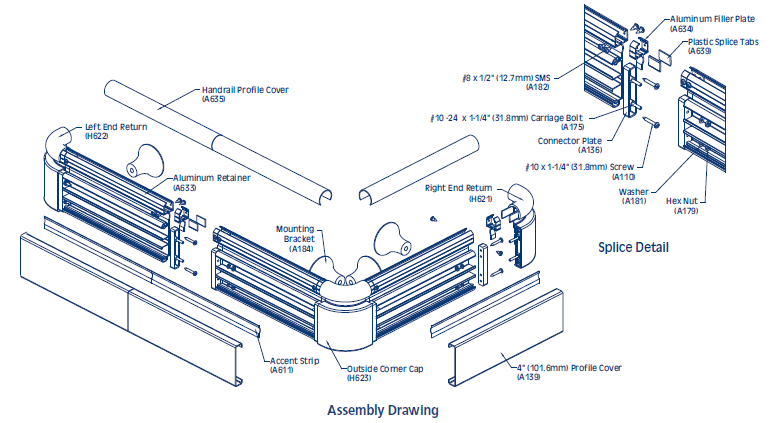 Aluminum Filler Plate
(A634)
Plastic Splice Tabs
(A639)
#8 x 1/2" (12.7mm) SMS
(A182)
Handrail Profile Cover
(A635)
#10 -24 x 1-1/4" (31.8mm) Carriage Bolt
(A175)
Left End Return
(H622)
Connector Plate
(A136)
#10 x 1-1/4" (31.8mm) Screw
(A110)
Aluminum Retainer
(A633)
Right End Return
(H621)
Washer
(A181)
Hex Nut
(A179)
Mounting
Bracket
(A184)
Splice Detail
Accent Strip
(A611)
Outside Corner Cap
(H623)
4" (101.6mm) Profile Cover
(A139)
Assembly Drawing